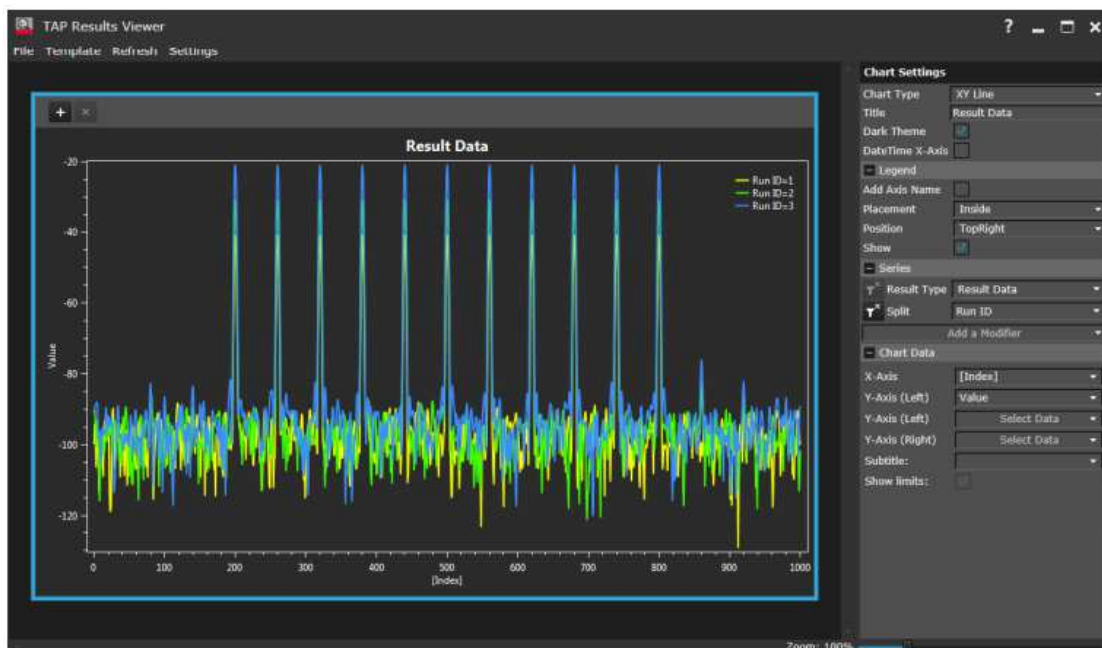 TAP Results Viewer
?
File Template Refresh Settings
+ ×
Result Data
-20
-40
-60
-80
-100
-120
Value
0 100 200 300 400 500 600 700 800 900 1000
[Index]
Run ID=1
Run ID=2
Run ID=3
Chart Settings
Chart Type XY Line
Title Result Data
Dark Theme
DateTime X-Axis
Legend
Add Axis Name
Placement Inside
Position TopRight
Show
Series
Result Type Result Data
Split Run ID
Add a Modifier
Chart Data
X-Axis [Index]
Y-Axis (Left) Value
Y-Axis (Left) Select Data
Y-Axis (Right) Select Data
Subtitle:
Show limits:
Zoom: 100%